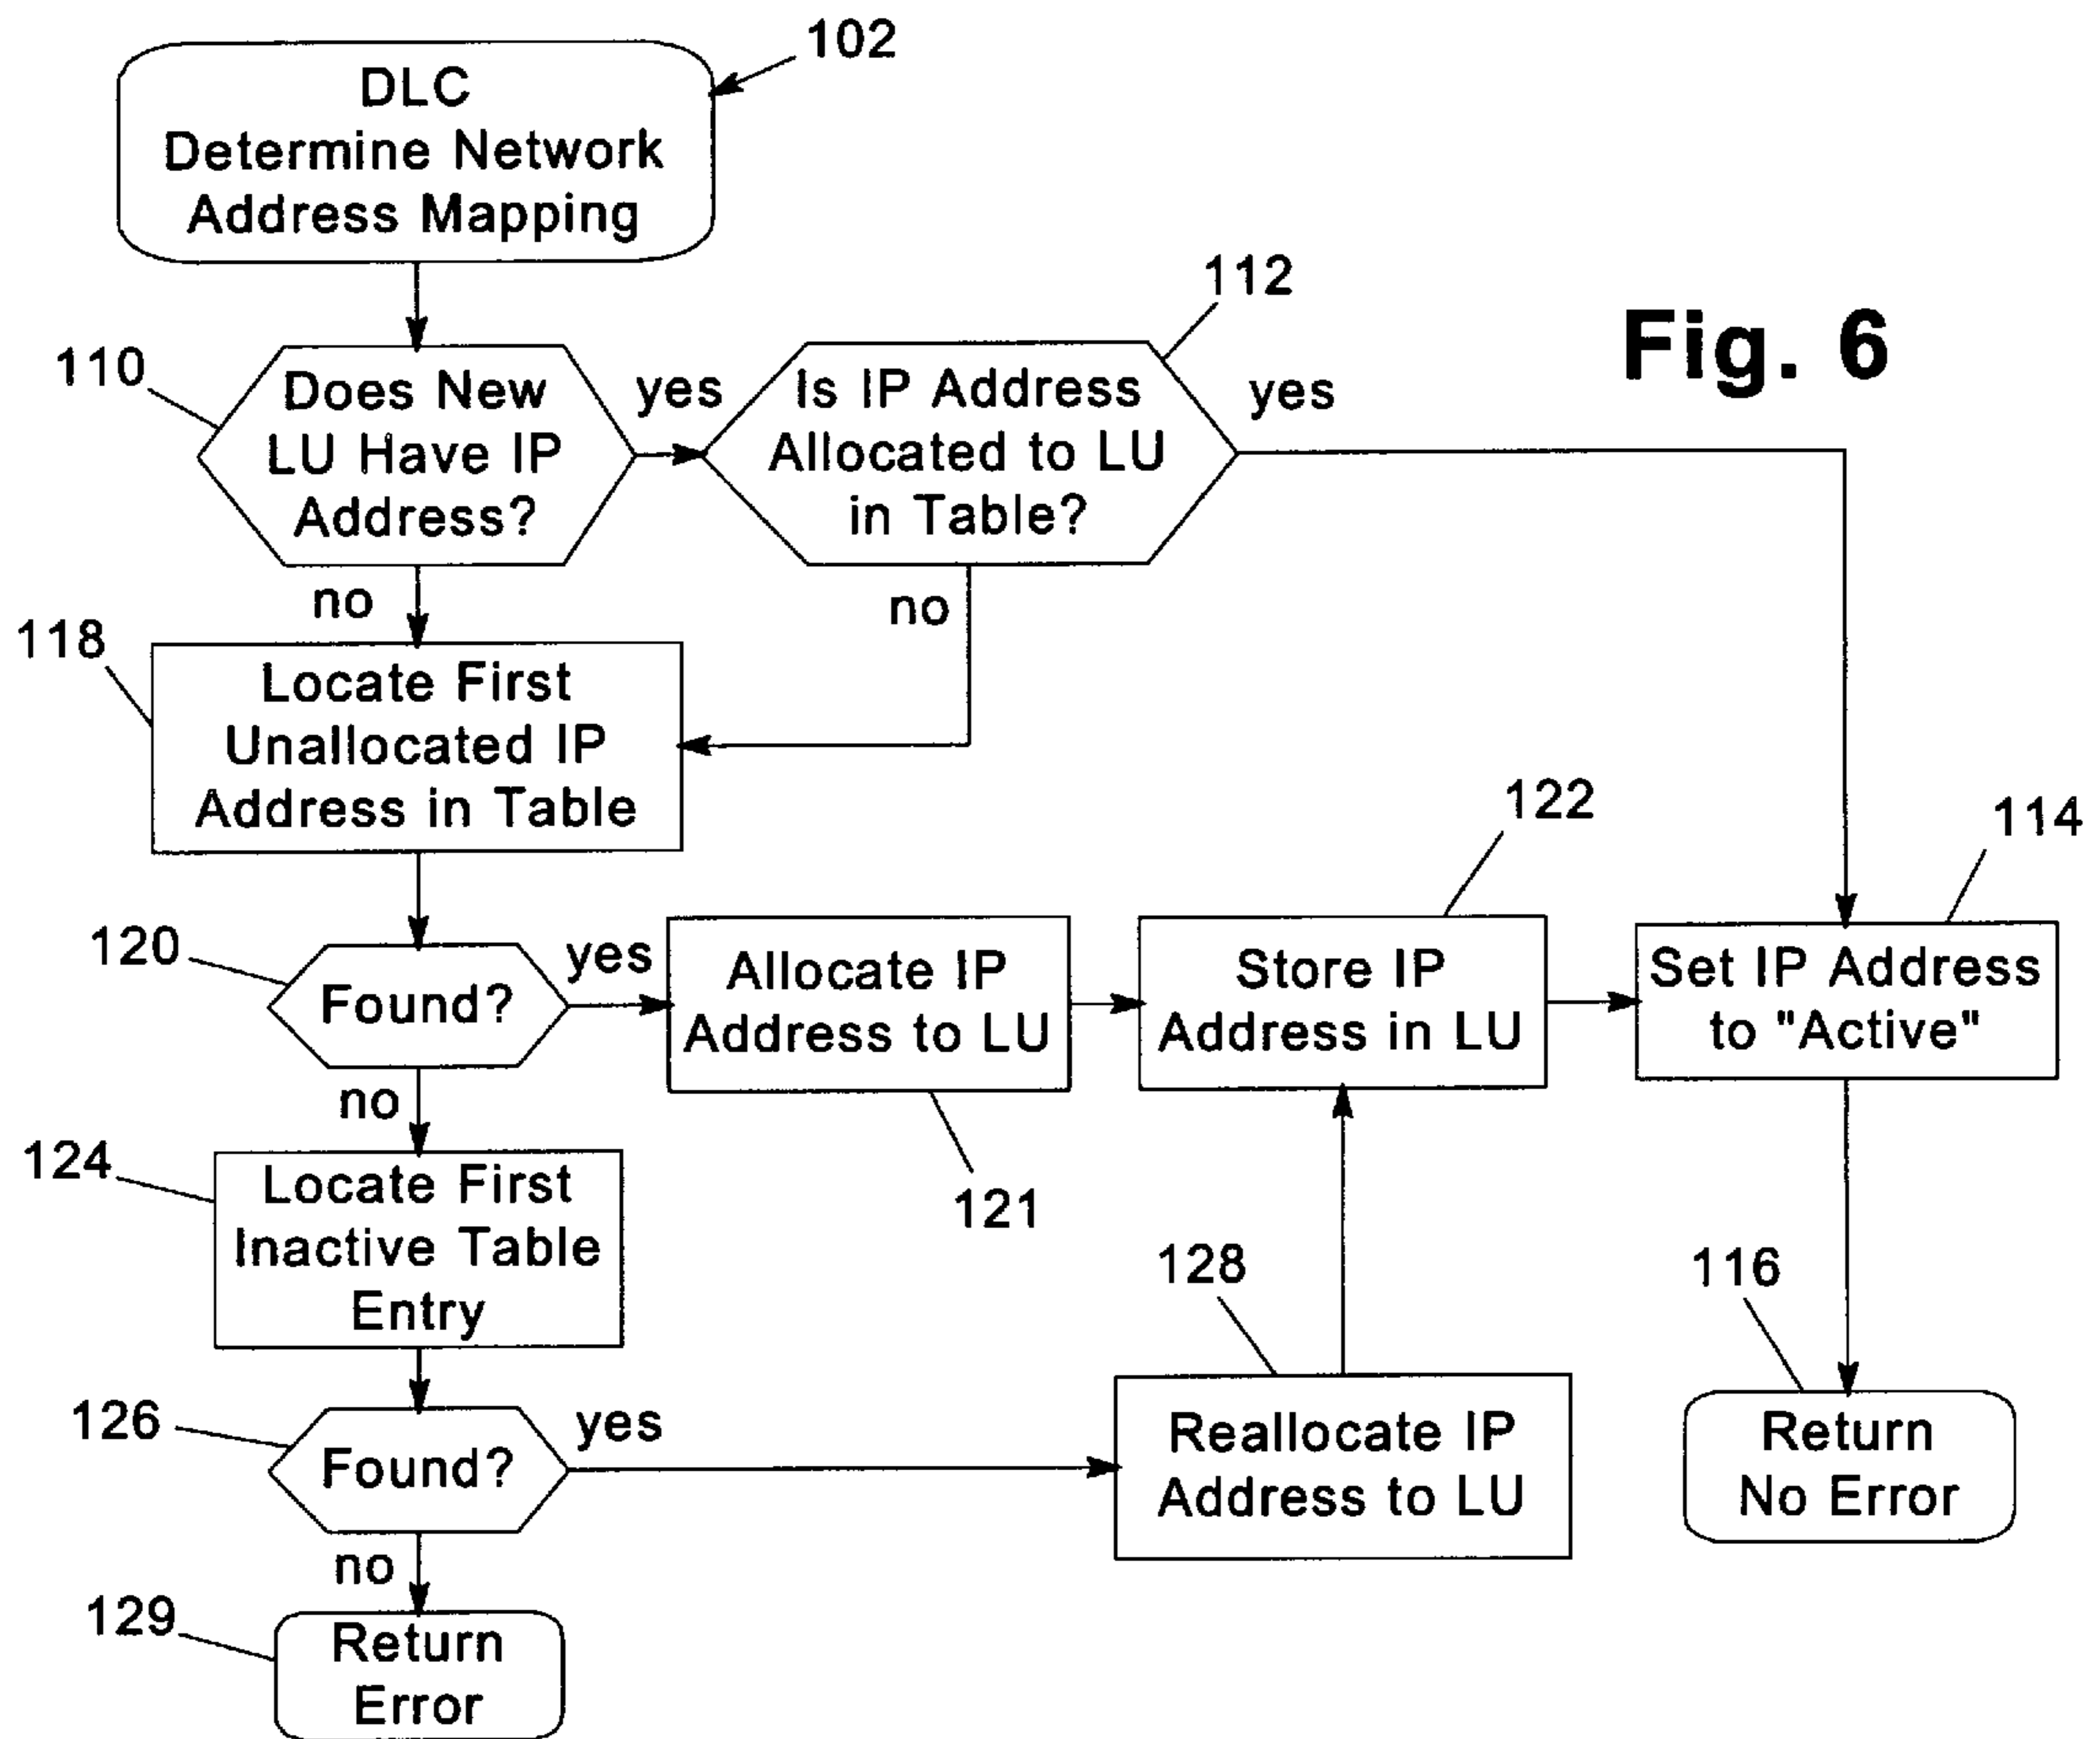 102
DLC
Determine Network
Address Mapping
112
Fig. 6
110
Does New
LU Have IP
Address?
yes
Is IP Address
Allocated to LU
in Table?
yes
no
no
118
Locate First
Unallocated IP
Address in Table
122
114
120
Found?
yes
Allocate IP
Address to LU
Store IP
Address in LU
Set IP Address
to "Active"
no
121
124
Locate First
Inactive Table
Entry
128
116
126
Found?
yes
Reallocate IP
Address to LU
Return
No Error
no
129
Return
Error